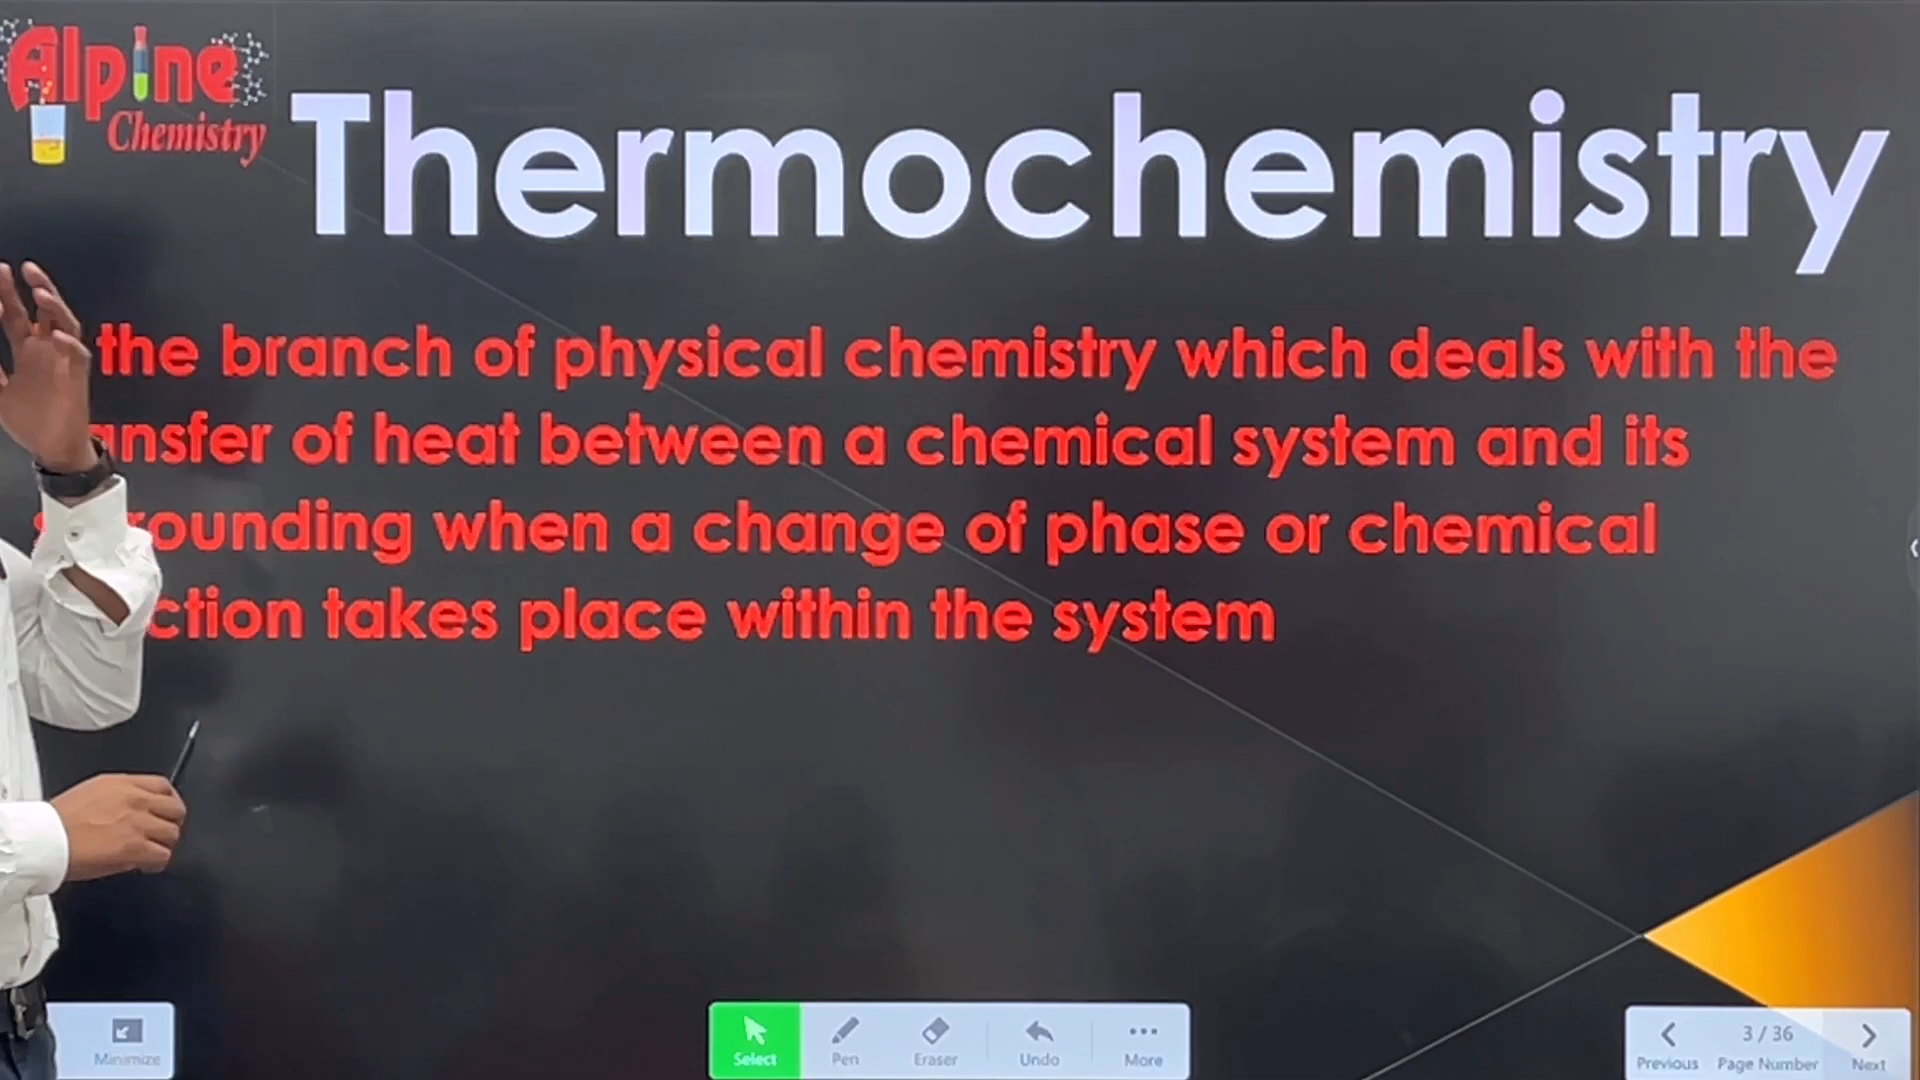 Alpine
Chemistry
Thermochemistry
the branch of physical chemistry which deals with the
of heat between a chemical system and its
when a change of phase or chemical
takes place within the system
Minimize
Select
Pen
Eraser
Undo
More
Previous
3 / 36
Page Number
Next